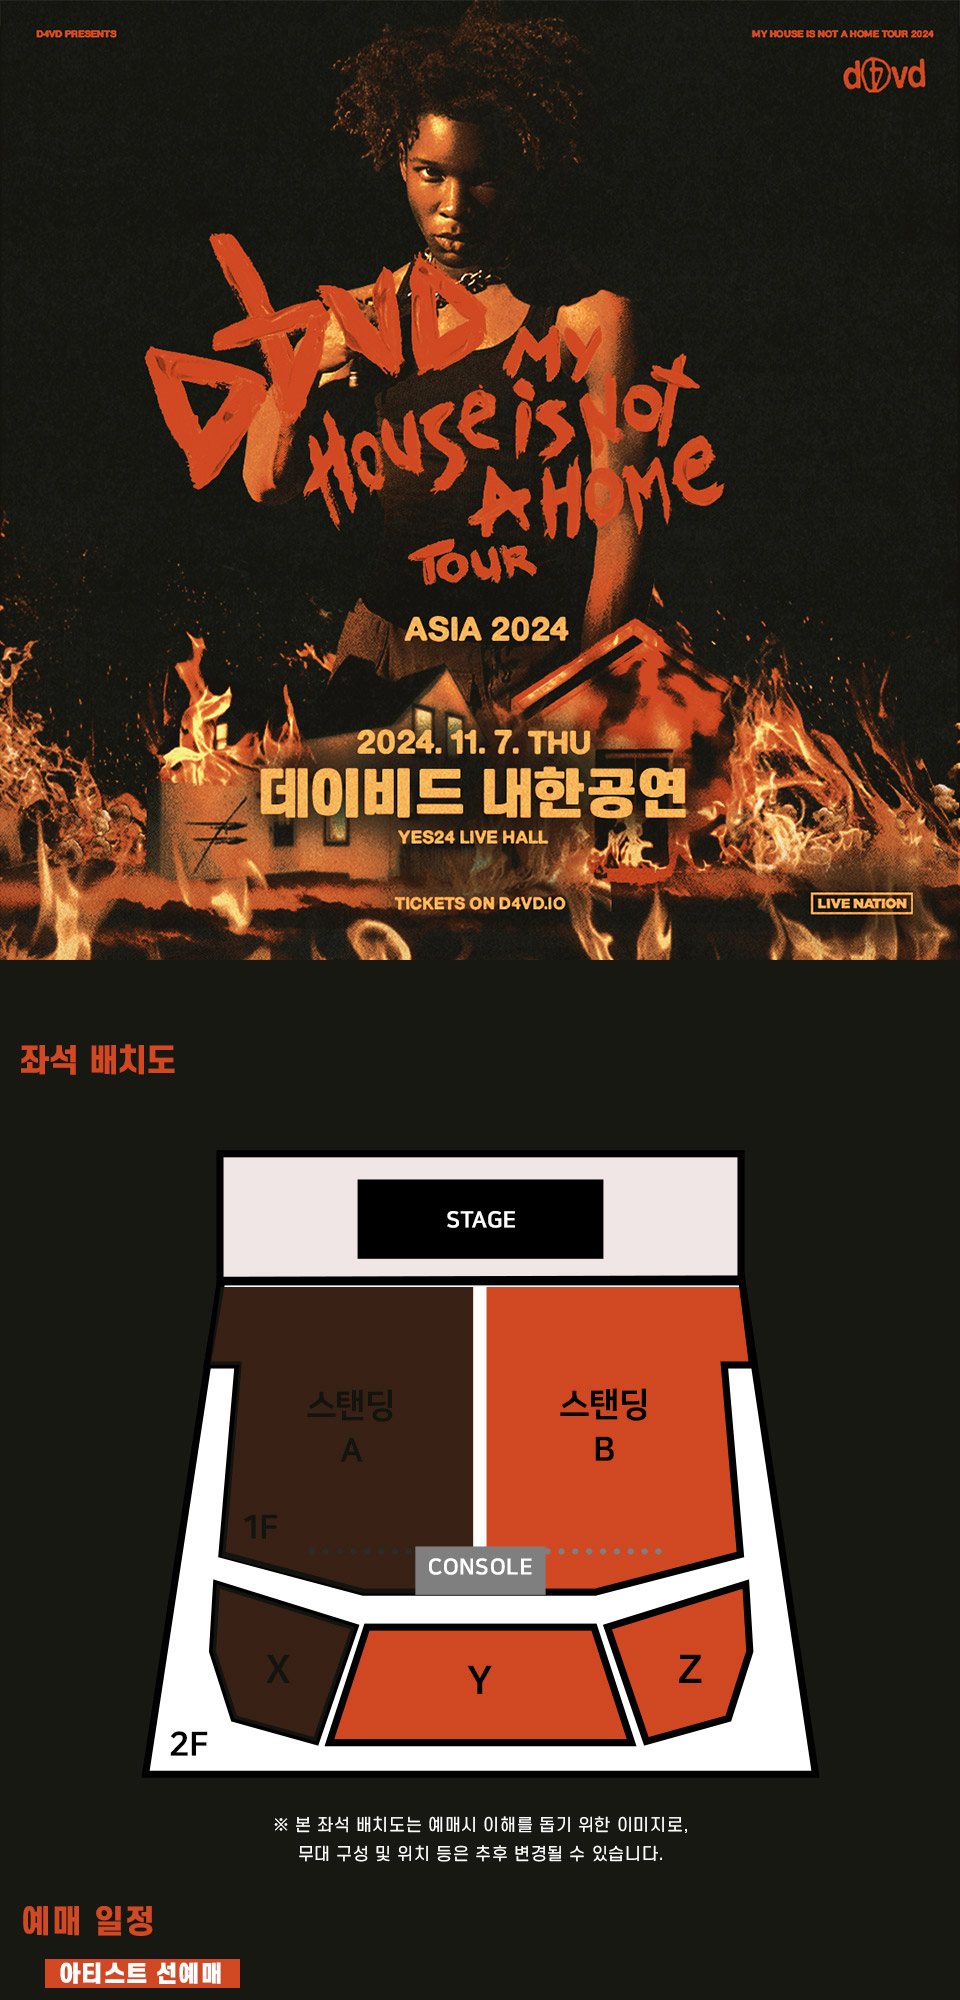 D4VD PRESENTS
MY HOUSE IS NOT A HOME TOUR 2024
d4vd
D4VD
MY
House is Not
A Home
Tour
ASIA 2024
2024. 11. 7. THU
데이비드 내한공연
YES24 LIVE HALL
TICKETS ON D4VD.IO
LIVE NATION
좌석 배치도
STAGE
스탠딩
A
스탠딩
B
1F
CONSOLE
X
Y
Z
2F
※ 본 좌석 배치도는 예매시 이해를 돕기 위한 이미지로,
무대 구성 및 위치 등은 추후 변경될 수 있습니다.
예매 일정
아티스트 선예매